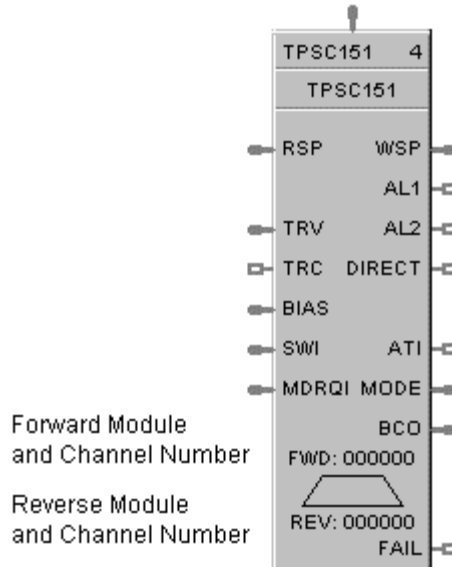 TPSC151 4
TPSC151
RSP WSP
AL1
TRV AL2
TRC DIRECT
BIAS
SWI ATI
MDRQI MODE
BCO
Forward Module
and Channel Number
FWD: 000000
Reverse Module
and Channel Number
REV: 000000
FAIL